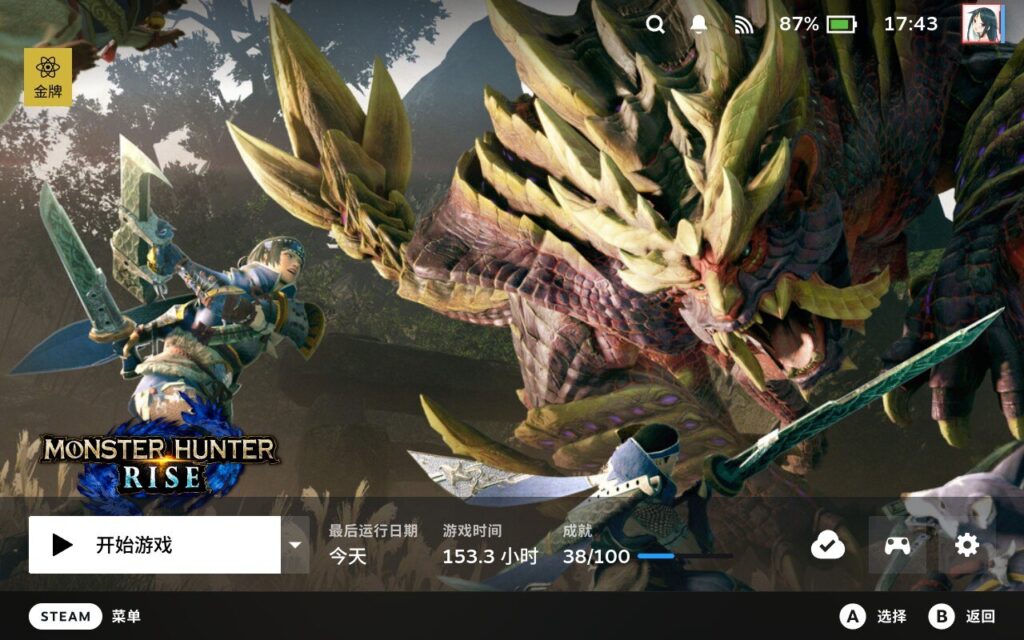 87%
17:43
金牌
MONSTER HUNTER
RISE
开始游戏
最后运行日期
今天
游戏时间
153.3 小时
成就
38/100
STEAM 菜单
A 选择
B 返回